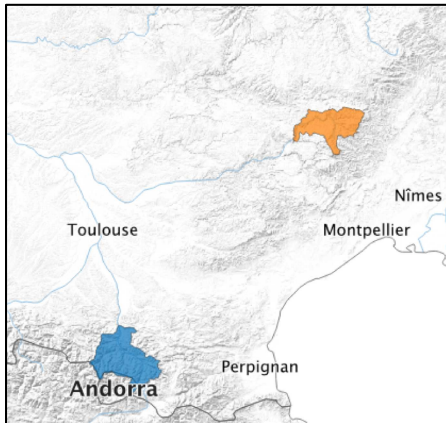 Nîmes
Toulouse
Montpellier
Perpignan
Andorra